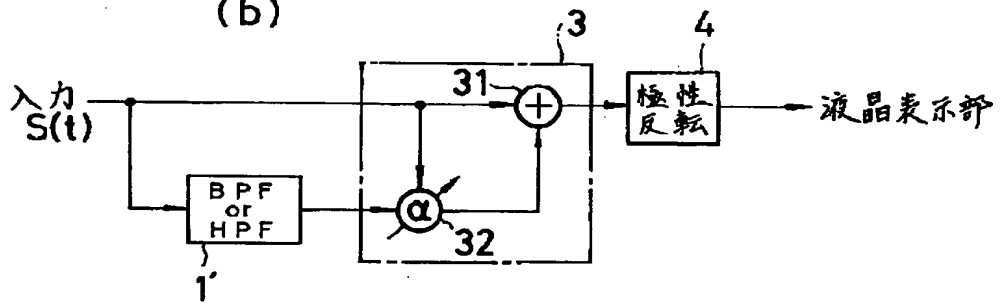 (b)
3
4
31
入力
S(t)
極性
反転
液晶表示部
BPF
or
HPF
α
32
1′